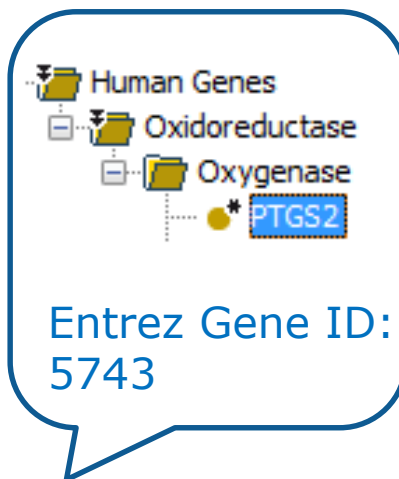 Human Genes
Oxidoreductase
Oxygenase
PTGS2
Entrez Gene ID:
5743